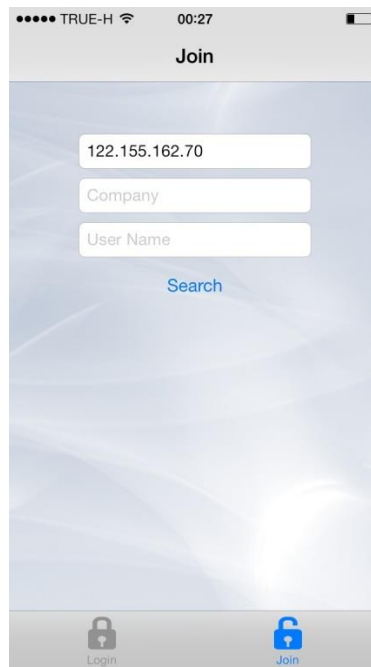 TRUE-H 00:27
Join
122.155.162.70
Company
User Name
Search
Login Join